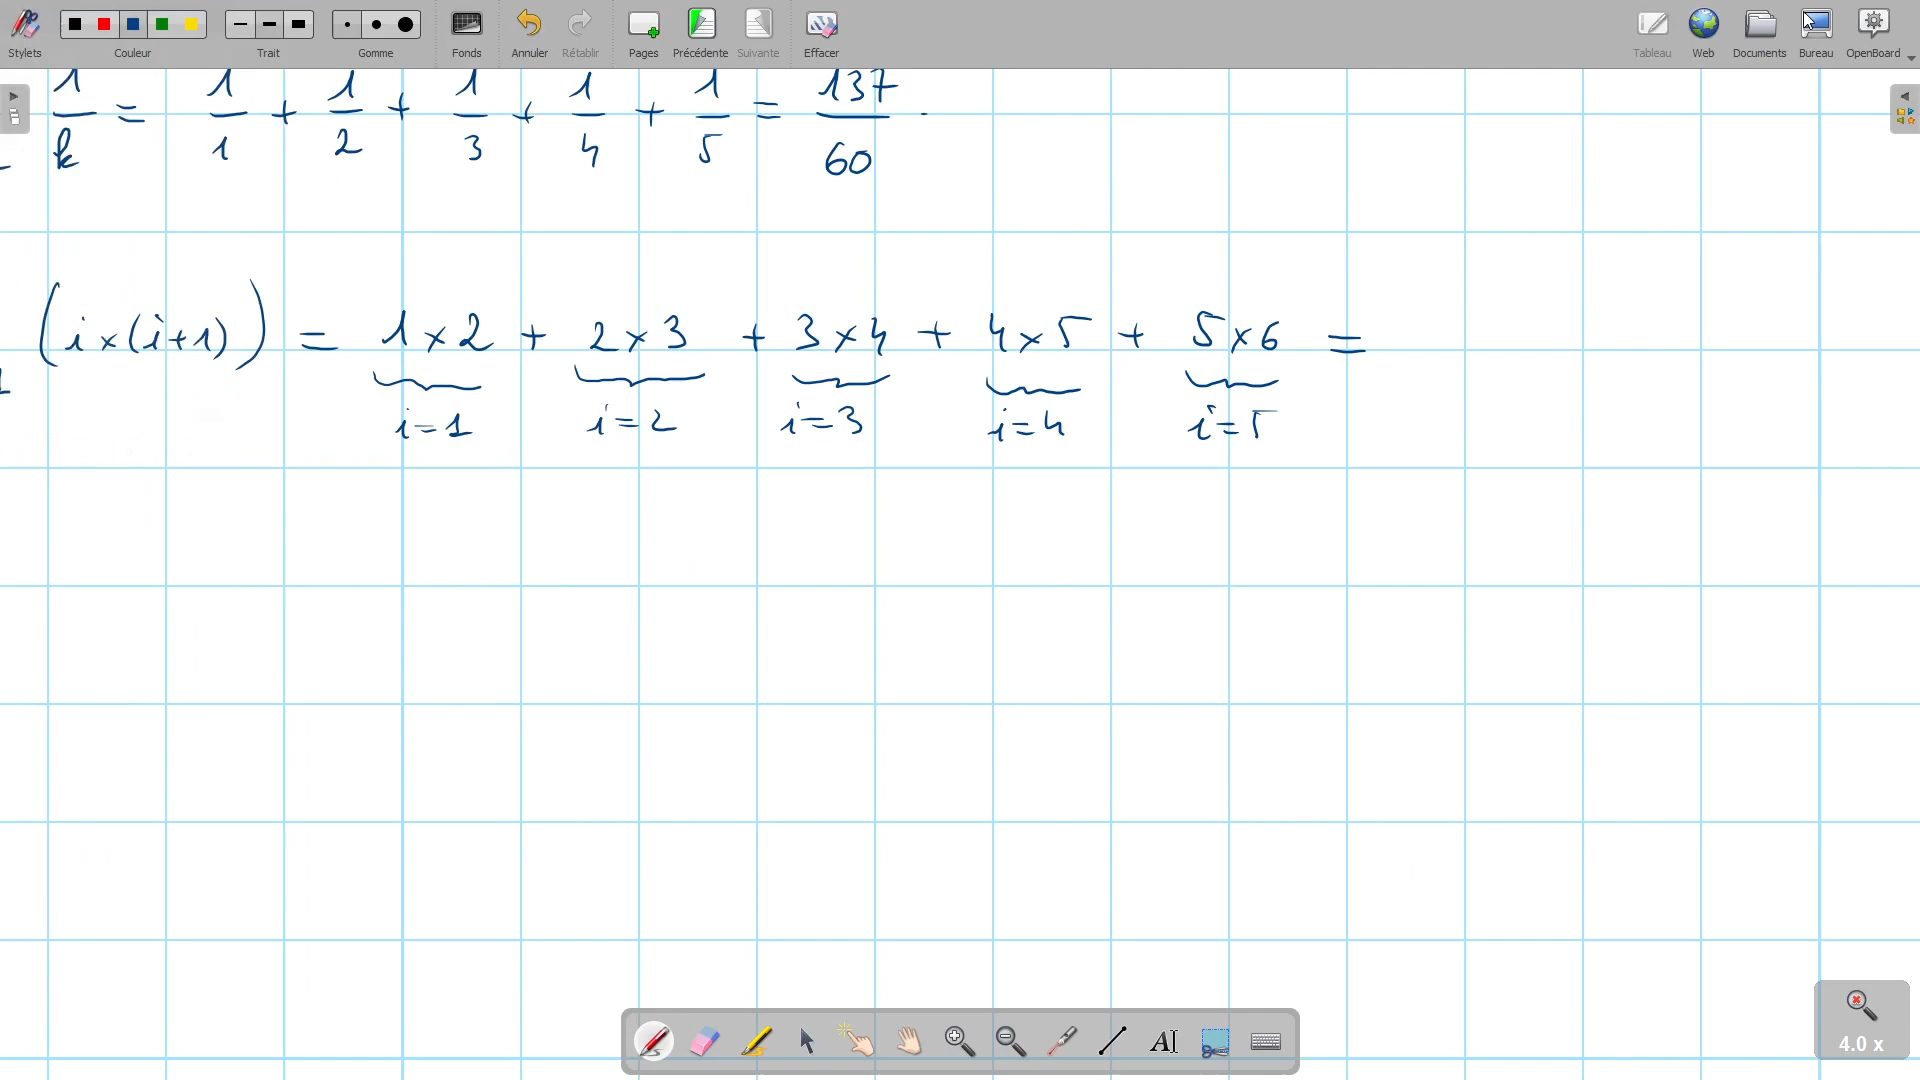 Stylets Couleur Trait Gomme Fonds Annuler Rétablir Pages Précédente Suivante Effacer Tableau Web Documents Bureau OpenBoard
1/k = 1/1 + 1/2 + 1/3 + 1/4 + 1/5 = 137/60 .
(i×(i+1)) = 1×2 + 2×3 + 3×4 + 4×5 + 5×6 =
i=1 i=2 i=3 i=4 i=5
AI
4.0 x